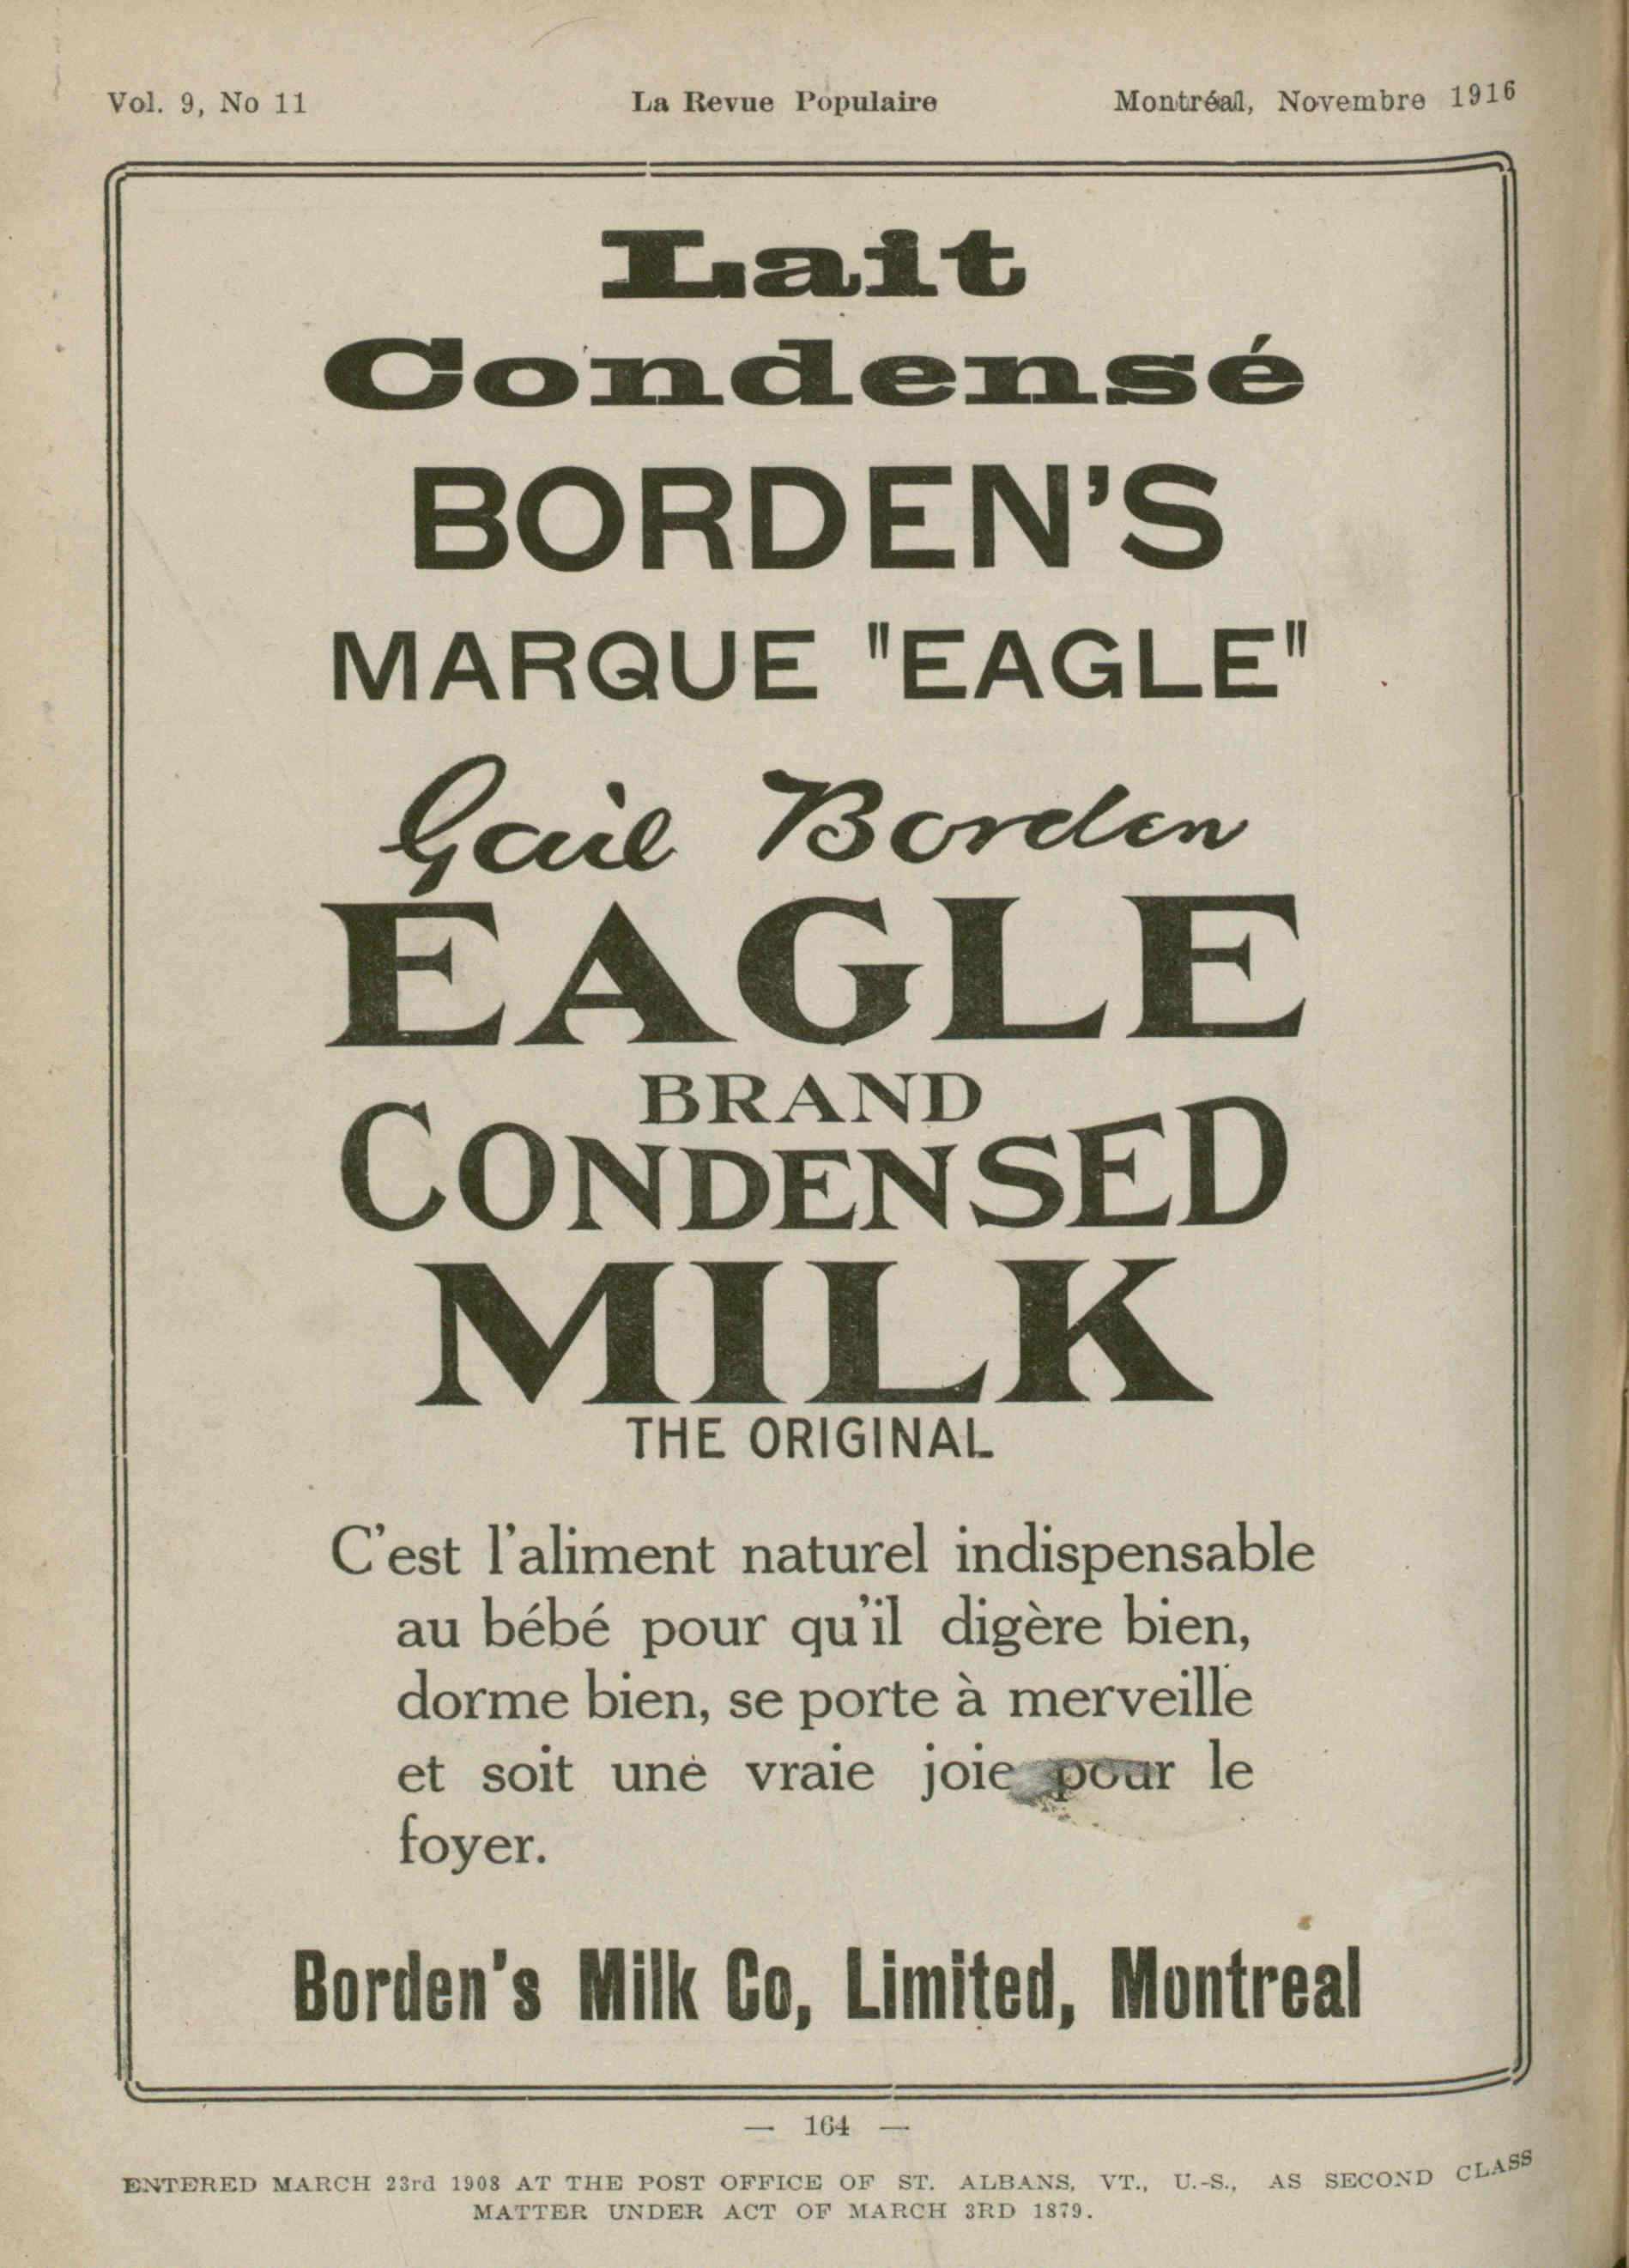 Vol. 9, No 11 La Revue Populaire Montréal, Novembre 1916
Lait
Condensé
BORDEN'S
MARQUE "EAGLE"
Gail Borden
EAGLE
BRAND
CONDENSED
MILK
THE ORIGINAL
C'est l'aliment naturel indispensable
au bébé pour qu'il digère bien,
dorme bien, se porte à merveille
et soit une vraie joie pour le
foyer.
Borden's Milk Co, Limited, Montreal
— 164 —
ENTERED MARCH 23rd 1908 AT THE POST OFFICE OF ST. ALBANS, VT., U.-S., AS SECOND CLASS
MATTER UNDER ACT OF MARCH 3RD 1879.